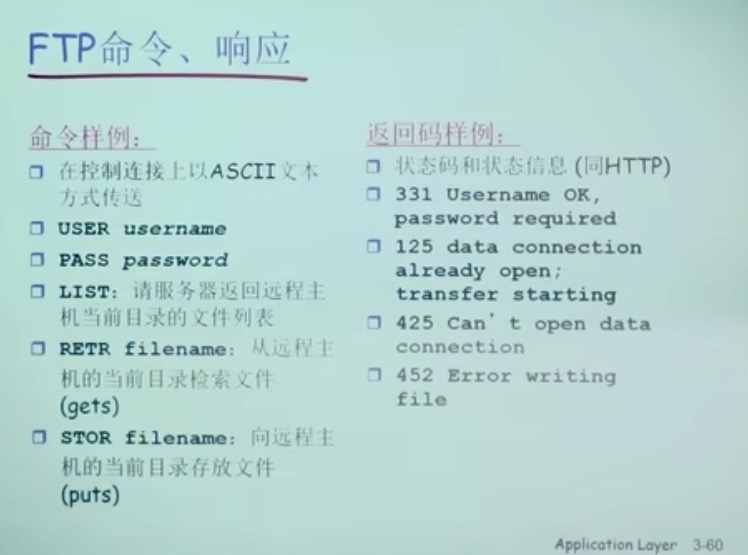 FTP命令、响应
命令样例：
在控制连接上以ASCII文本
方式传送
USER username
PASS password
LIST：请服务器返回远程主
机当前目录的文件列表
RETR filename：从远程主
机的当前目录检索文件
(gets)
STOR filename：向远程主
机的当前目录存放文件
(puts)
返回码样例：
状态码和状态信息 (同HTTP)
331 Username OK,
password required
125 data connection
already open;
transfer starting
425 Can’t open data
connection
452 Error writing
file
Application Layer 3-60